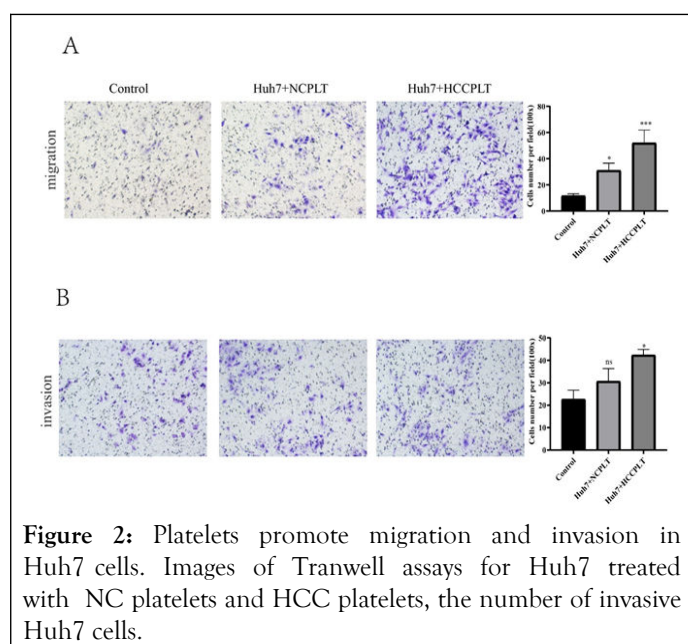 A
Control Huh7+NCPLT Huh7+HCCPLT
migration
Cells number per field(100x)
80
60
40
20
0
*
***
Control
Huh7+NCPLT
Huh7+HCCPLT
B
invasion
Cells number per field(100x)
50
40
30
20
10
0
ns
*
Control
Huh7+NCPLT
Huh7+HCCPLT
Figure 2: Platelets promote migration and invasion in
Huh7 cells. Images of Tranwell assays for Huh7 treated
with NC platelets and HCC platelets, the number of invasive
Huh7 cells.